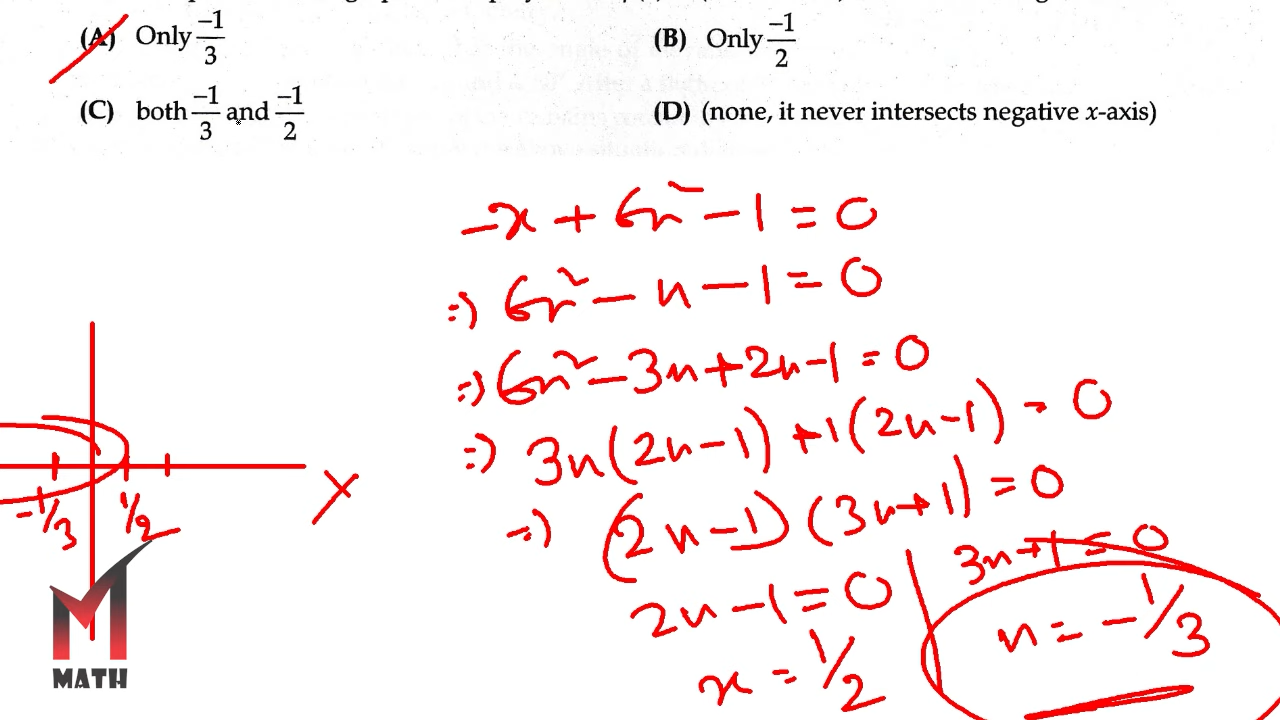 (A) Only -1/3
(B) Only -1/2
(C) both -1/3 and -1/2
(D) (none, it never intersects negative x-axis)
-x + 6x² - 1 = 0
=) 6x² - x - 1 = 0
=) 6x² - 3x + 2x - 1 = 0
=) 3x(2x - 1) + 1(2x - 1) = 0
=) (2x - 1)(3x + 1) = 0
2x - 1 = 0
x = 1/2
3x + 1 = 0
x = -1/3
-1/3
1/2
X
MATH